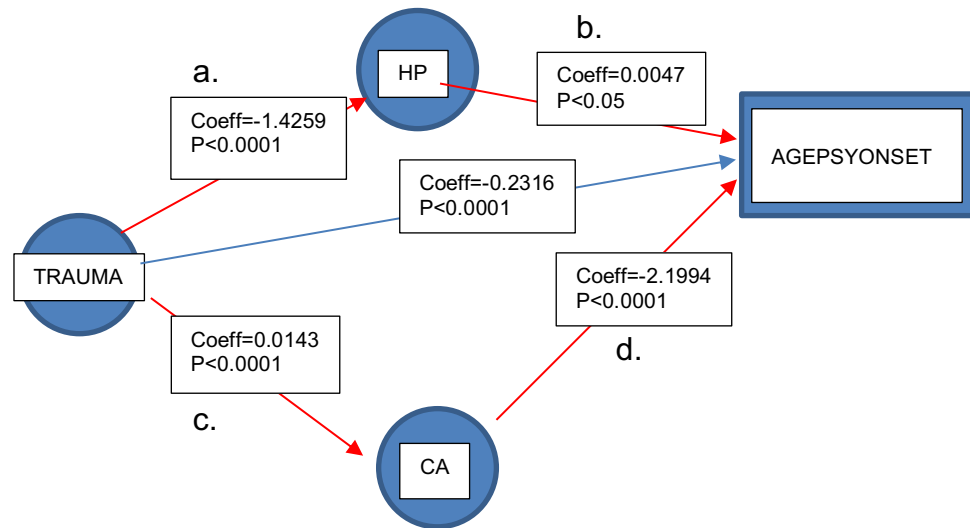 b.
a.
HP
Coeff=0.0047
P<0.05
Coeff=-1.4259
P<0.0001
AGEPSYONSET
Coeff=-0.2316
P<0.0001
TRAUMA
Coeff=-2.1994
P<0.0001
Coeff=0.0143
P<0.0001
d.
c.
CA